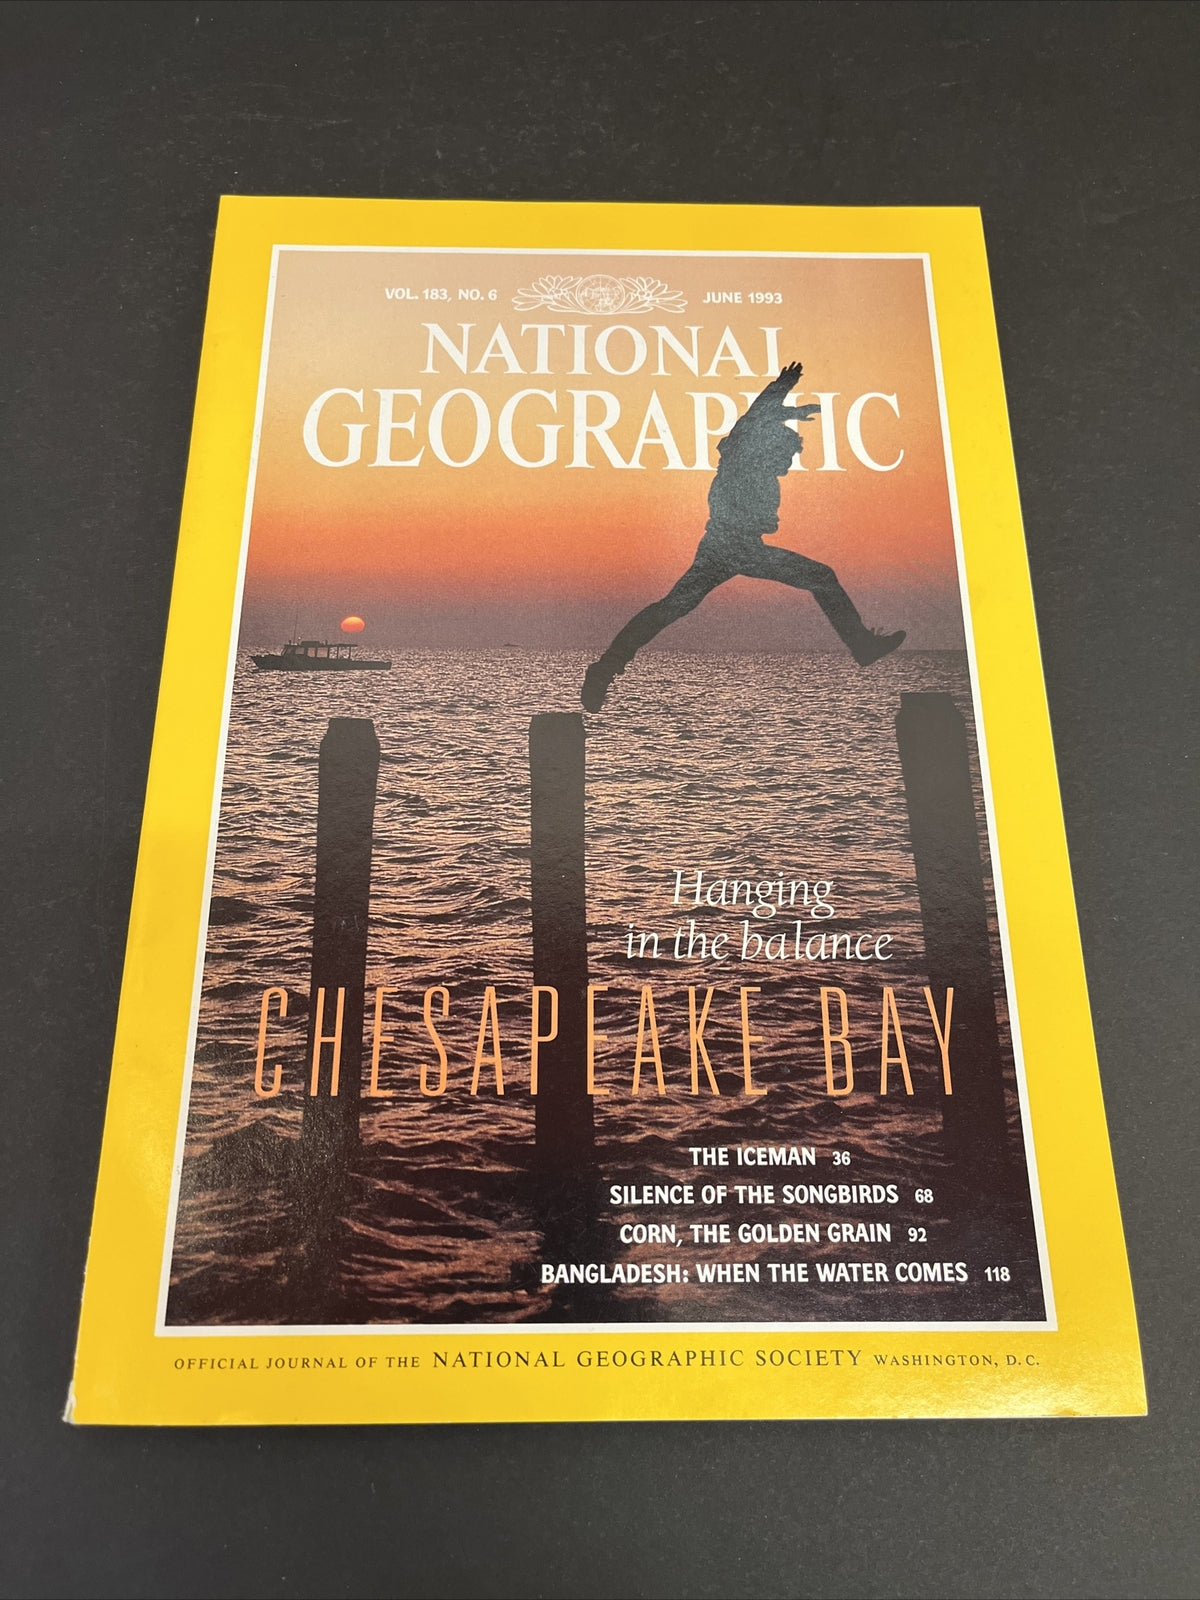 VOL. 183, NO. 6 JUNE 1993
NATIONAL
GEOGRAPHIC
Hanging
in the balance
CHESAPEAKE BAY
THE ICEMAN 36
SILENCE OF THE SONGBIRDS 68
CORN, THE GOLDEN GRAIN 92
BANGLADESH: WHEN THE WATER COMES 118
OFFICIAL JOURNAL OF THE NATIONAL GEOGRAPHIC SOCIETY WASHINGTON, D.C.